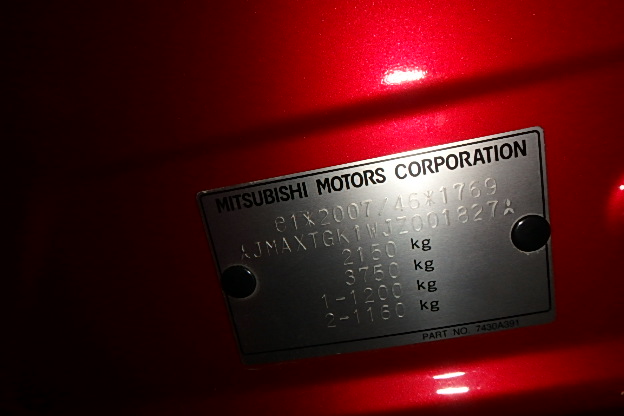 MITSUBISHI MOTORS CORPORATION
e1*2007/46*1769
*JMAXTGK1WJZ001827*
2150 kg
3750 kg
1-1200 kg
2-1160 kg
PART NO. 7430A391